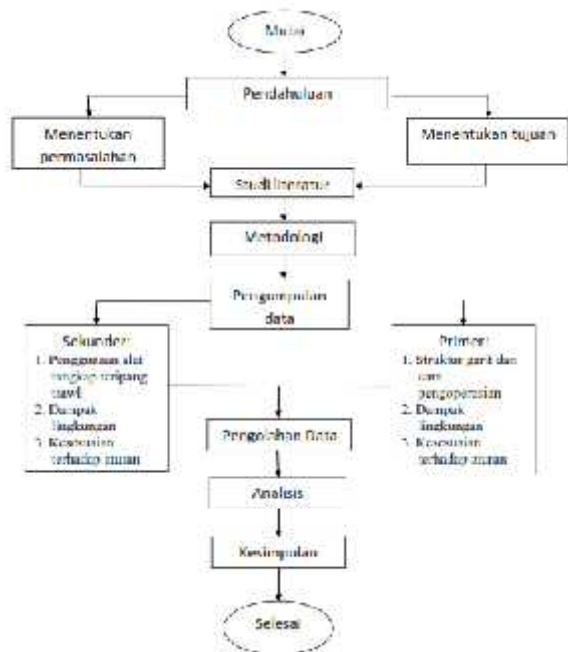 Mulai
Pendahuluan
Menentukan
permasalahan
Menentukan tujuan
Studi literatur
Metodologi
Pengumpulan
data
Sekunder:
1. Penggunaan alat
tangkap teripang
trawl
2. Dampak
lingkungan
3. Kesesuaian
terhadap aturan
Primer:
1. Struktur garit dan
cara
pengoperasian
2. Dampak
lingkungan
3. Kesesuaian
terhadap aturan
Pengolahan Data
Analisis
Kesimpulan
Selesai